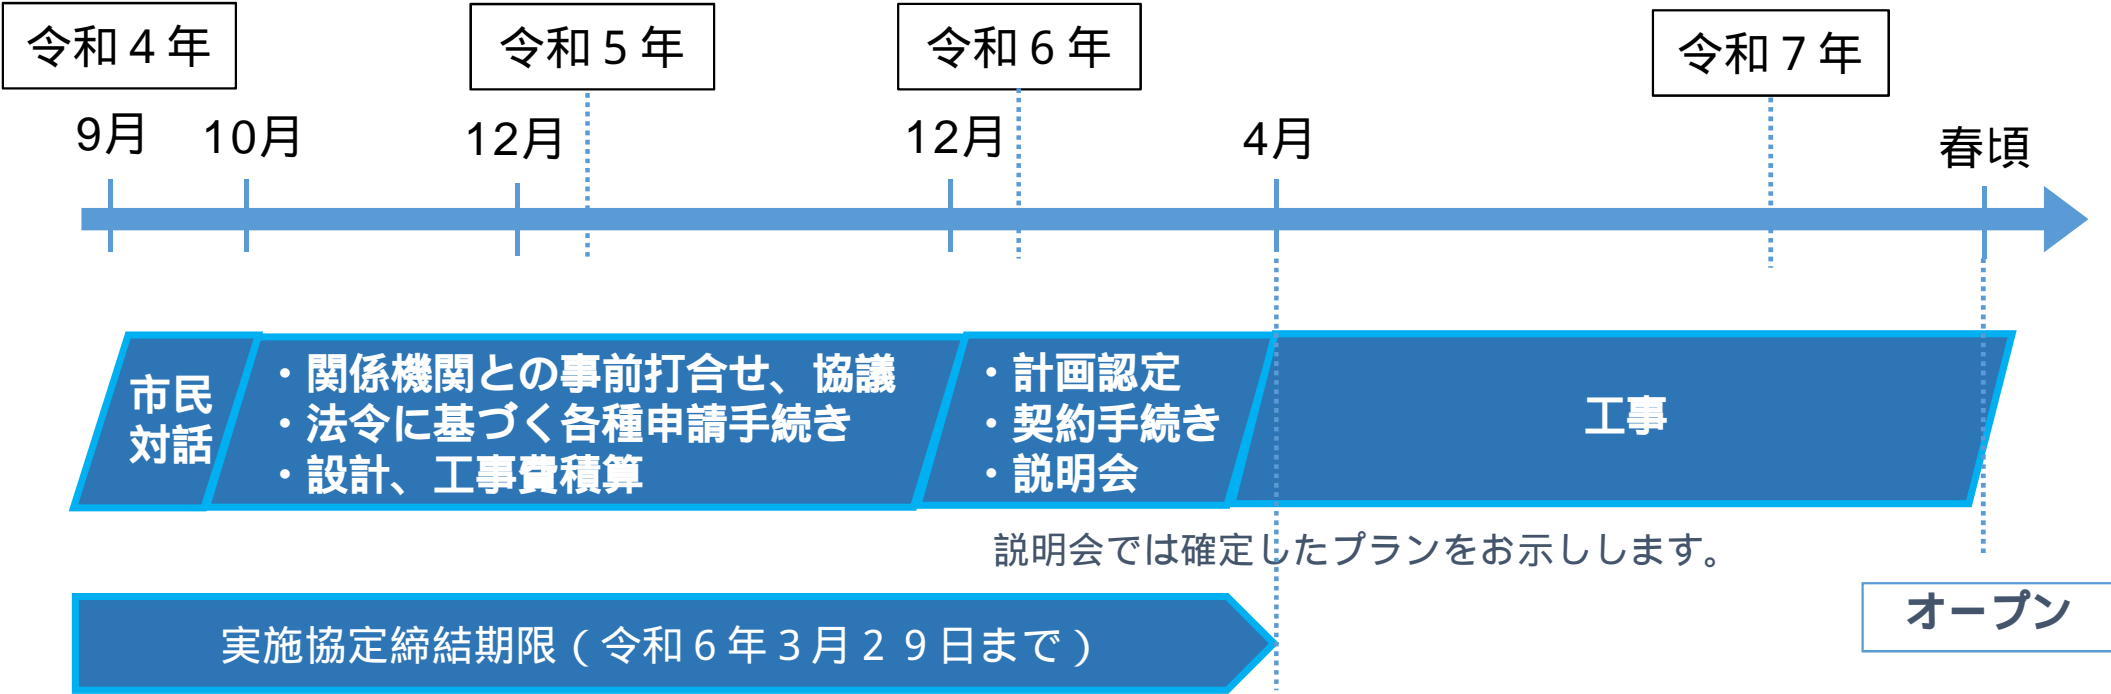 令和４年
令和５年
令和６年
令和７年
9月
10月
12月
12月
4月
春頃
市民
対話
・関係機関との事前打合せ、協議
・法令に基づく各種申請手続き
・設計、工事費積算
・計画認定
・契約手続き
・説明会
工事
説明会では確定したプランをお示しします。
実施協定締結期限（令和６年３月２９日まで）
オープン